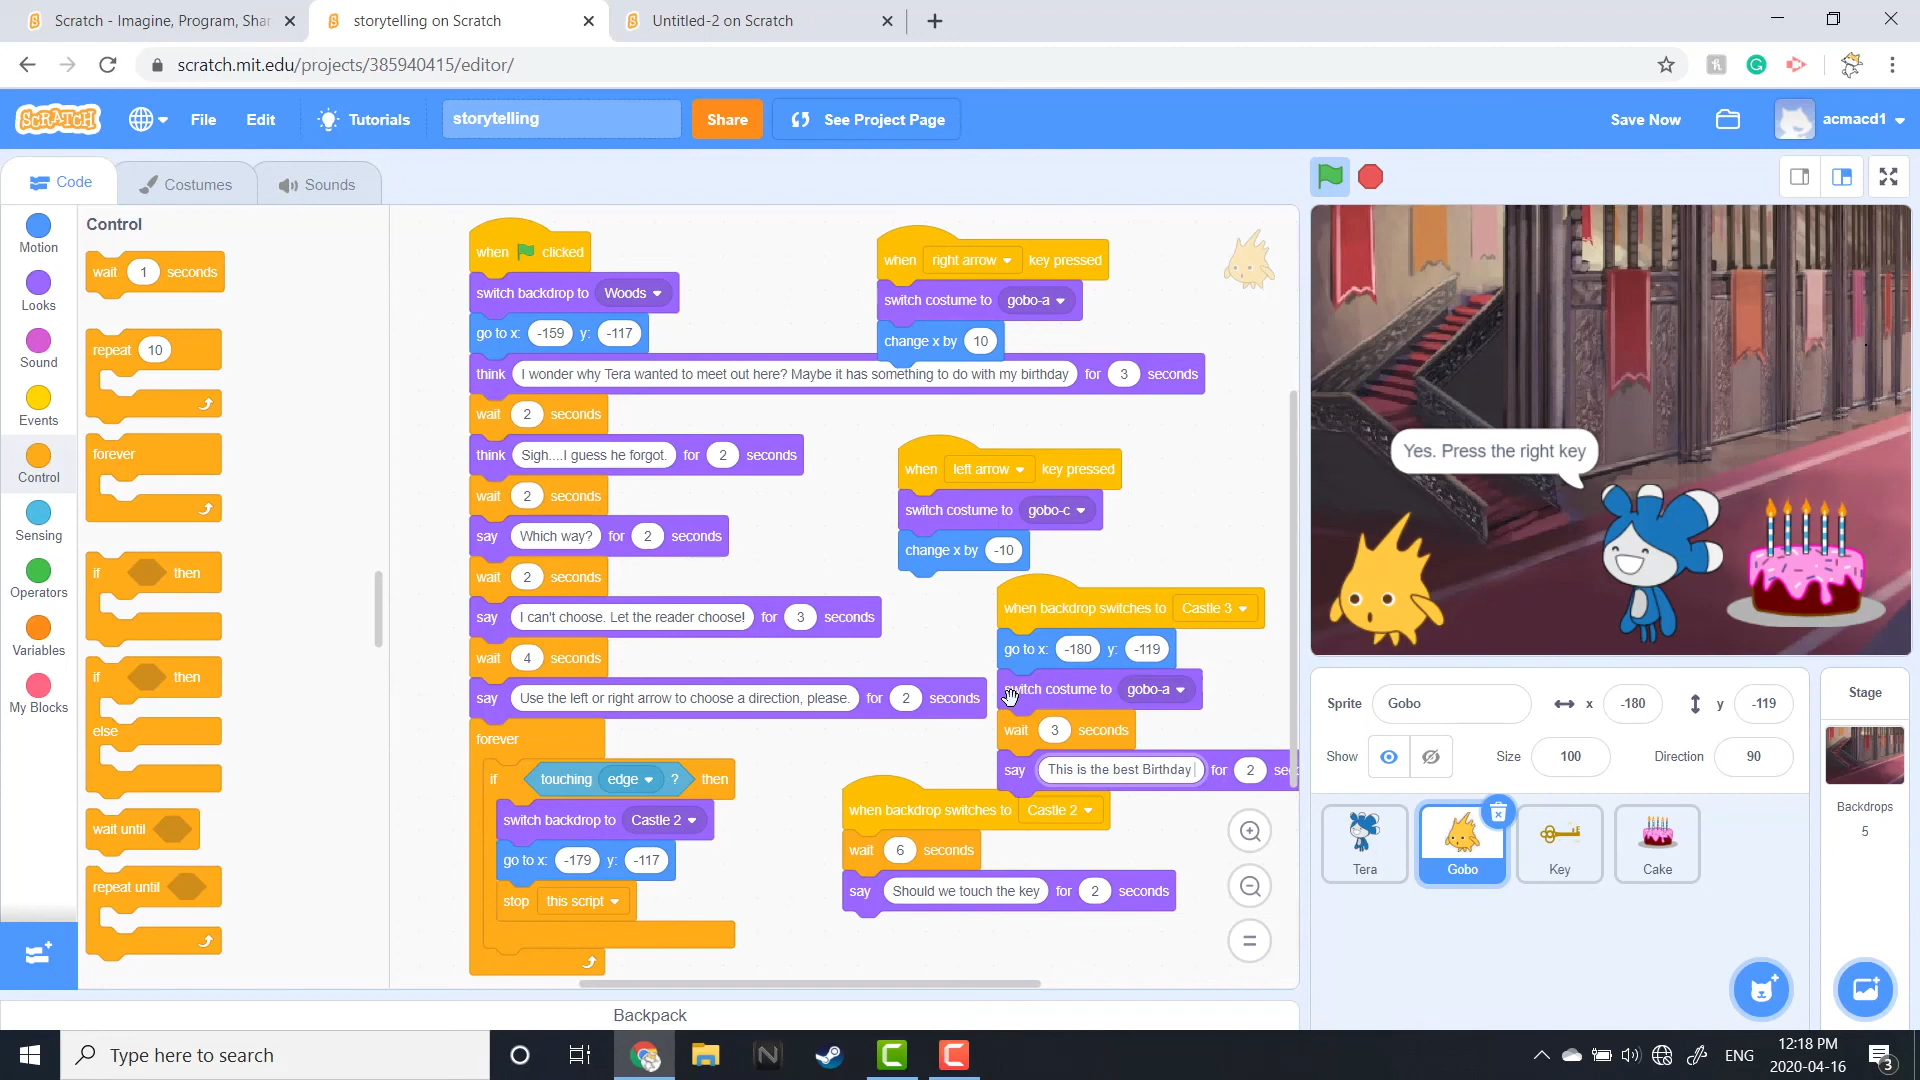 Scratch - Imagine, Program, Shar
storytelling on Scratch
Untitled-2 on Scratch
scratch.mit.edu/projects/385940415/editor/
SCRATCH
File
Edit
Tutorials
storytelling
Share
See Project Page
Save Now
acmacd1
Code
Costumes
Sounds
Motion
Looks
Sound
Events
Control
Sensing
Operators
Variables
My Blocks
Control
wait 1 seconds
repeat 10
forever
if then
if then
else
wait until
repeat until
when clicked
switch backdrop to Woods
go to x: -159 y: -117
think I wonder why Tera wanted to meet out here? Maybe it has something to do with my birthday for 3 seconds
wait 2 seconds
think Sigh....I guess he forgot. for 2 seconds
wait 2 seconds
say Which way? for 2 seconds
wait 2 seconds
say I can't choose. Let the reader choose! for 3 seconds
wait 4 seconds
say Use the left or right arrow to choose a direction, please. for 2 seconds
forever
if touching edge ? then
switch backdrop to Castle 2
go to x: -179 y: -117
stop this script
when right arrow key pressed
switch costume to gobo-a
change x by 10
when left arrow key pressed
switch costume to gobo-c
change x by -10
when backdrop switches to Castle 3
go to x: -180 y: -119
switch costume to gobo-a
wait 3 seconds
say This is the best Birthday for 2 sec
when backdrop switches to Castle 2
wait 6 seconds
say Should we touch the key for 2 seconds
Backpack
Yes. Press the right key
Sprite Gobo x -180 y -119
Show Size 100 Direction 90
Tera
Gobo
Key
Cake
Stage
Backdrops
5
Type here to search
ENG
12:18 PM
2020-04-16
3